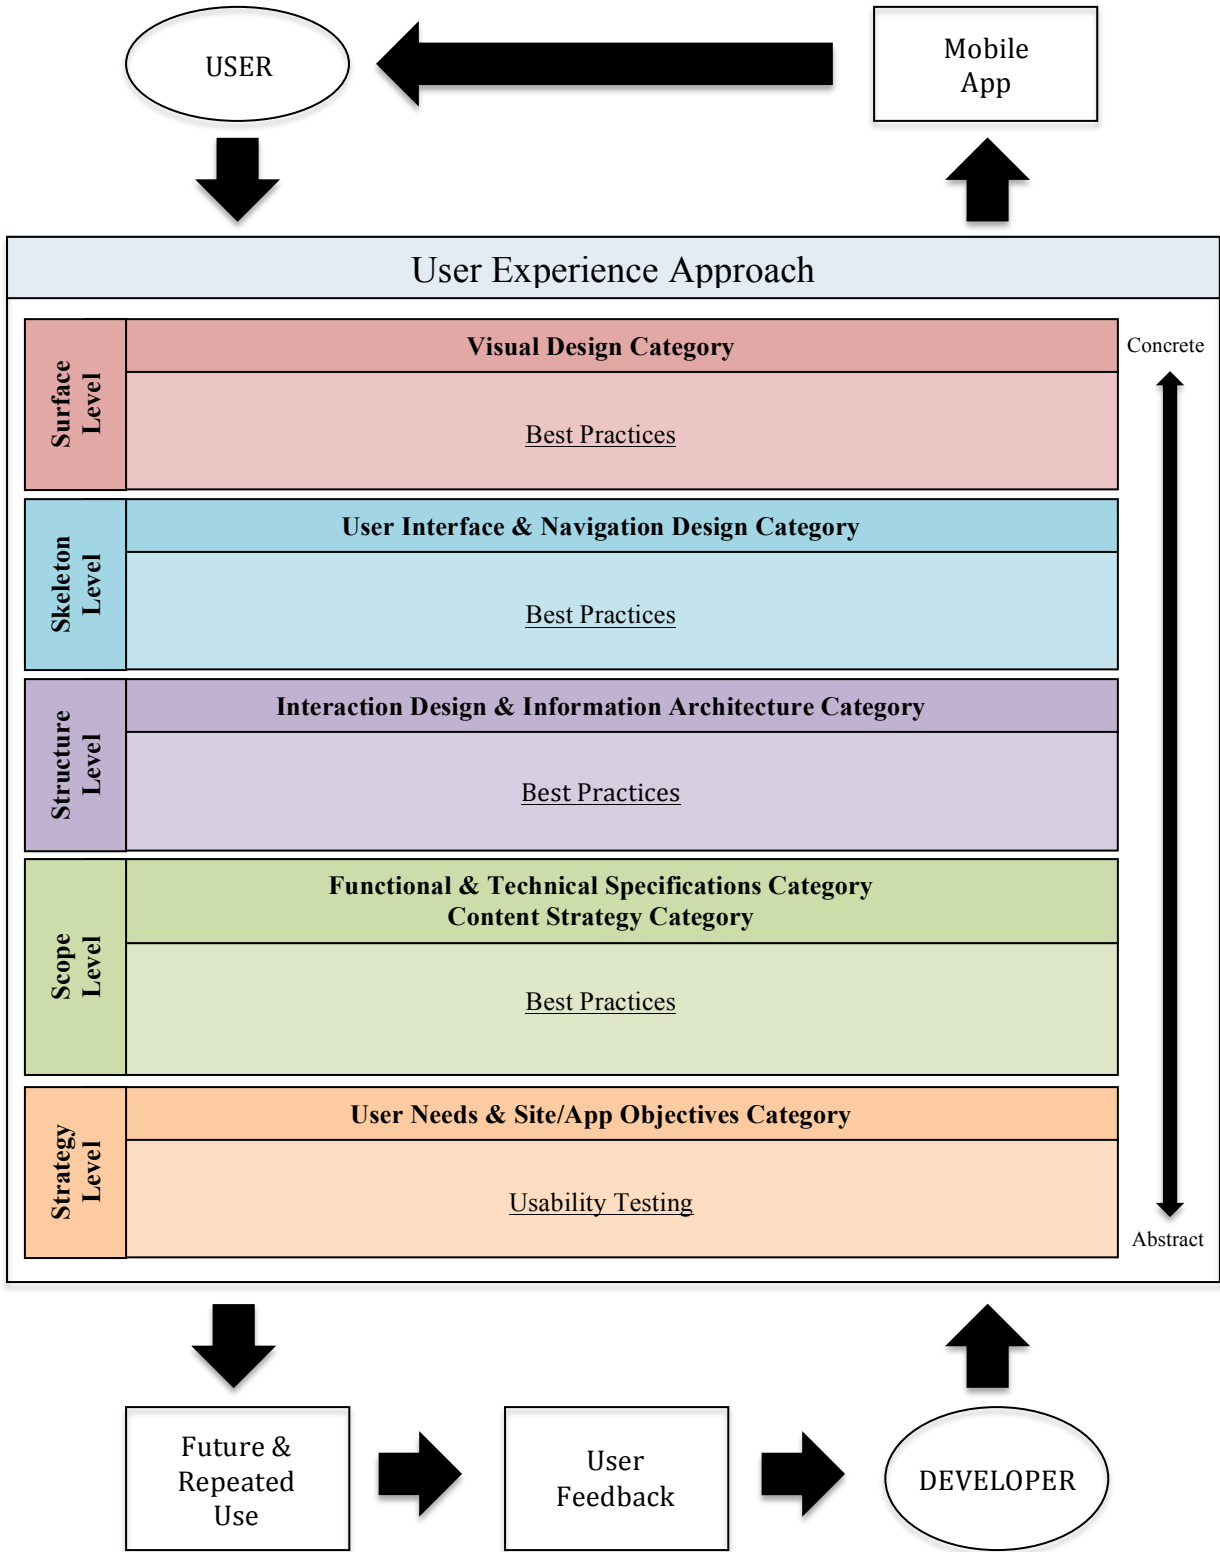 USER
Mobile
App
User Experience Approach
Surface
Level
Visual Design Category
Best Practices
Concrete
Skeleton
Level
User Interface & Navigation Design Category
Best Practices
Structure
Level
Interaction Design & Information Architecture Category
Best Practices
Scope
Level
Functional & Technical Specifications Category
Content Strategy Category
Best Practices
Strategy
Level
User Needs & Site/App Objectives Category
Usability Testing
Abstract
Future &
Repeated
Use
User
Feedback
DEVELOPER